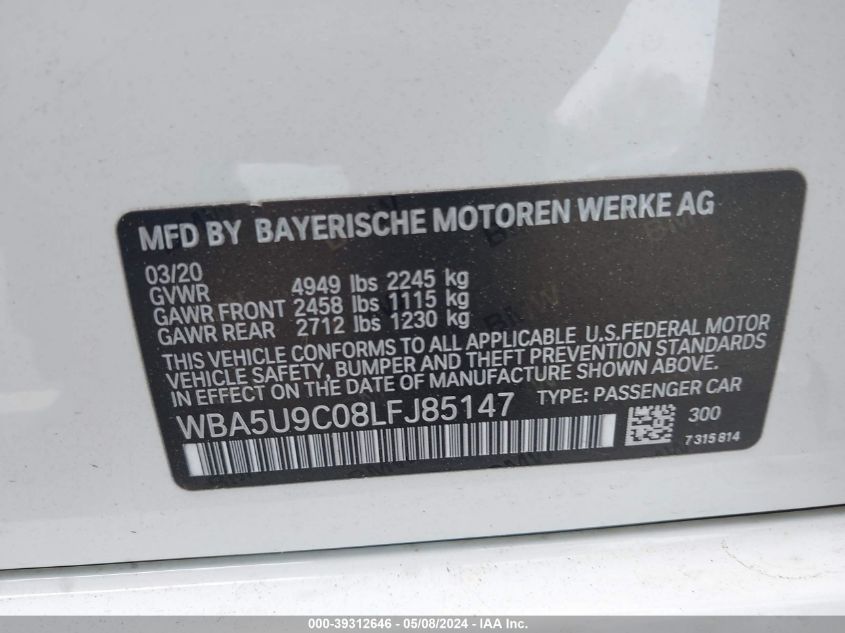 MFD BY BAYERISCHE MOTOREN WERKE AG
03/20
GVWR 4949 lbs 2245 kg
GAWR FRONT 2458 lbs 1115 kg
GAWR REAR 2712 lbs 1230 kg
THIS VEHICLE CONFORMS TO ALL APPLICABLE U.S.FEDERAL MOTOR
VEHICLE SAFETY, BUMPER AND THEFT PREVENTION STANDARDS
IN EFFECT ON THE DATE OF MANUFACTURE SHOWN ABOVE.
WBA5U9C08LFJ85147 TYPE: PASSENGER CAR
300
7315814
000-39312646 - 05/08/2024 - IAA Inc.